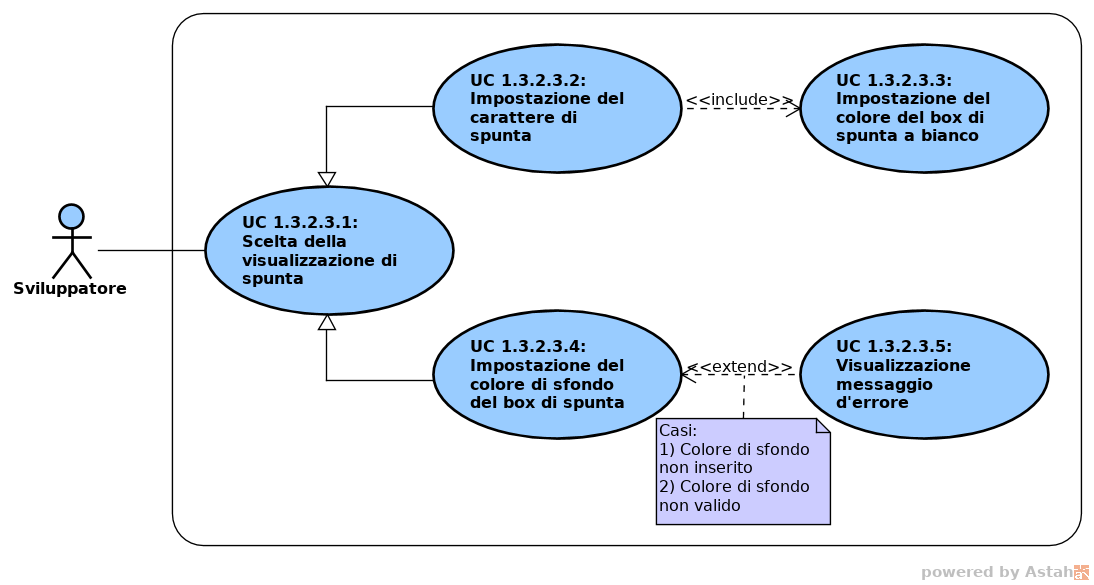 UC 1.3.2.3.2:
Impostazione del
carattere di
spunta
<<include>>
UC 1.3.2.3.3:
Impostazione del
colore del box di
spunta a bianco
Sviluppatore
UC 1.3.2.3.1:
Scelta della
visualizzazione di
spunta
UC 1.3.2.3.4:
Impostazione del
colore di sfondo
del box di spunta
<<extend>>
UC 1.3.2.3.5:
Visualizzazione
messaggio
d'errore
Casi:
1) Colore di sfondo
non inserito
2) Colore di sfondo
non valido
powered by Astah